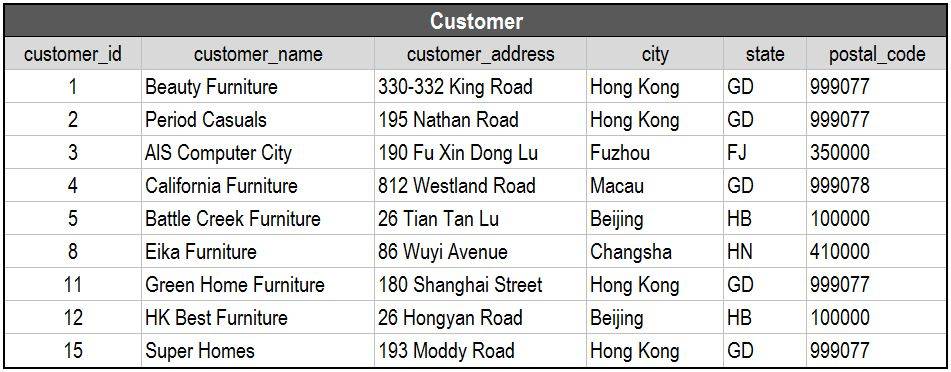 Customer
customer_id customer_name customer_address city state postal_code
1 Beauty Furniture 330-332 King Road Hong Kong GD 999077
2 Period Casuals 195 Nathan Road Hong Kong GD 999077
3 AIS Computer City 190 Fu Xin Dong Lu Fuzhou FJ 350000
4 California Furniture 812 Westland Road Macau GD 999078
5 Battle Creek Furniture 26 Tian Tan Lu Beijing HB 100000
8 Eika Furniture 86 Wuyi Avenue Changsha HN 410000
11 Green Home Furniture 180 Shanghai Street Hong Kong GD 999077
12 HK Best Furniture 26 Hongyan Road Beijing HB 100000
15 Super Homes 193 Moddy Road Hong Kong GD 999077